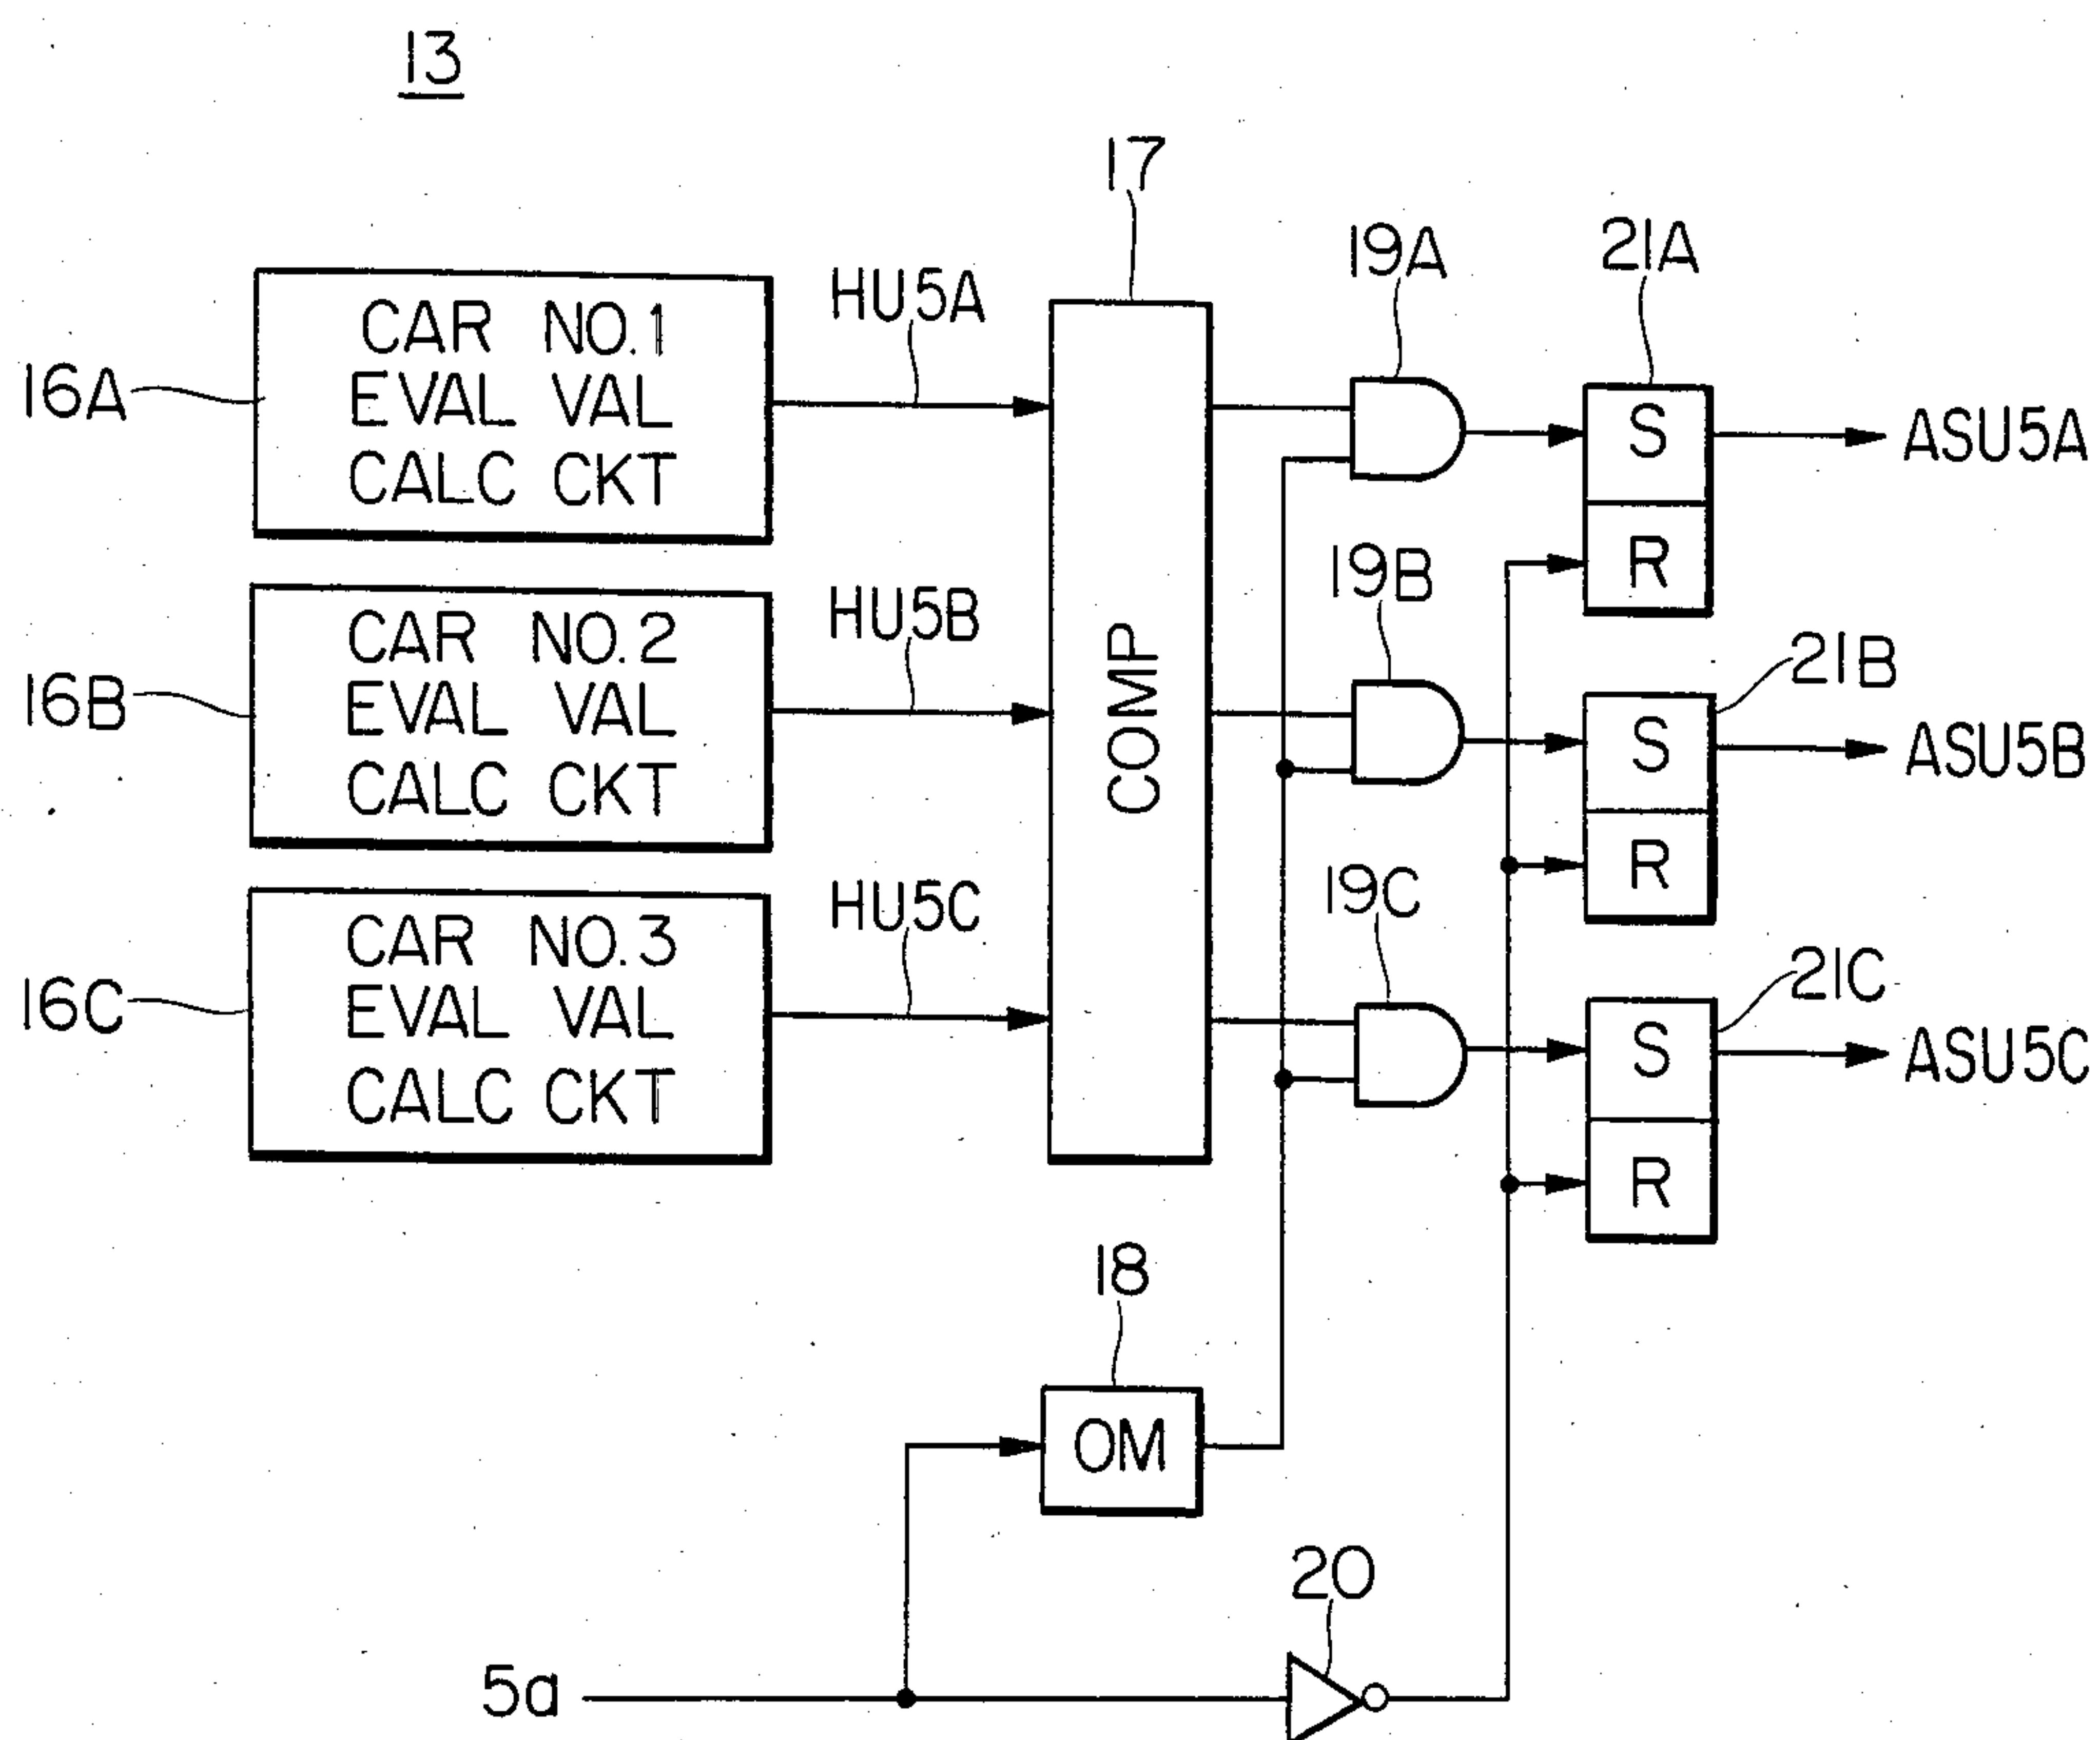 13
17
19A
21A
HU5A
16A
CAR NO.1
EVAL VAL
CALC CKT
S
R
ASU5A
19B
HU5B
16B
CAR NO.2
EVAL VAL
CALC CKT
COMP
21B
S
R
ASU5B
19C
HU5C
16C
CAR NO.3
EVAL VAL
CALC CKT
21C
S
R
ASU5C
18
OM
20
5a